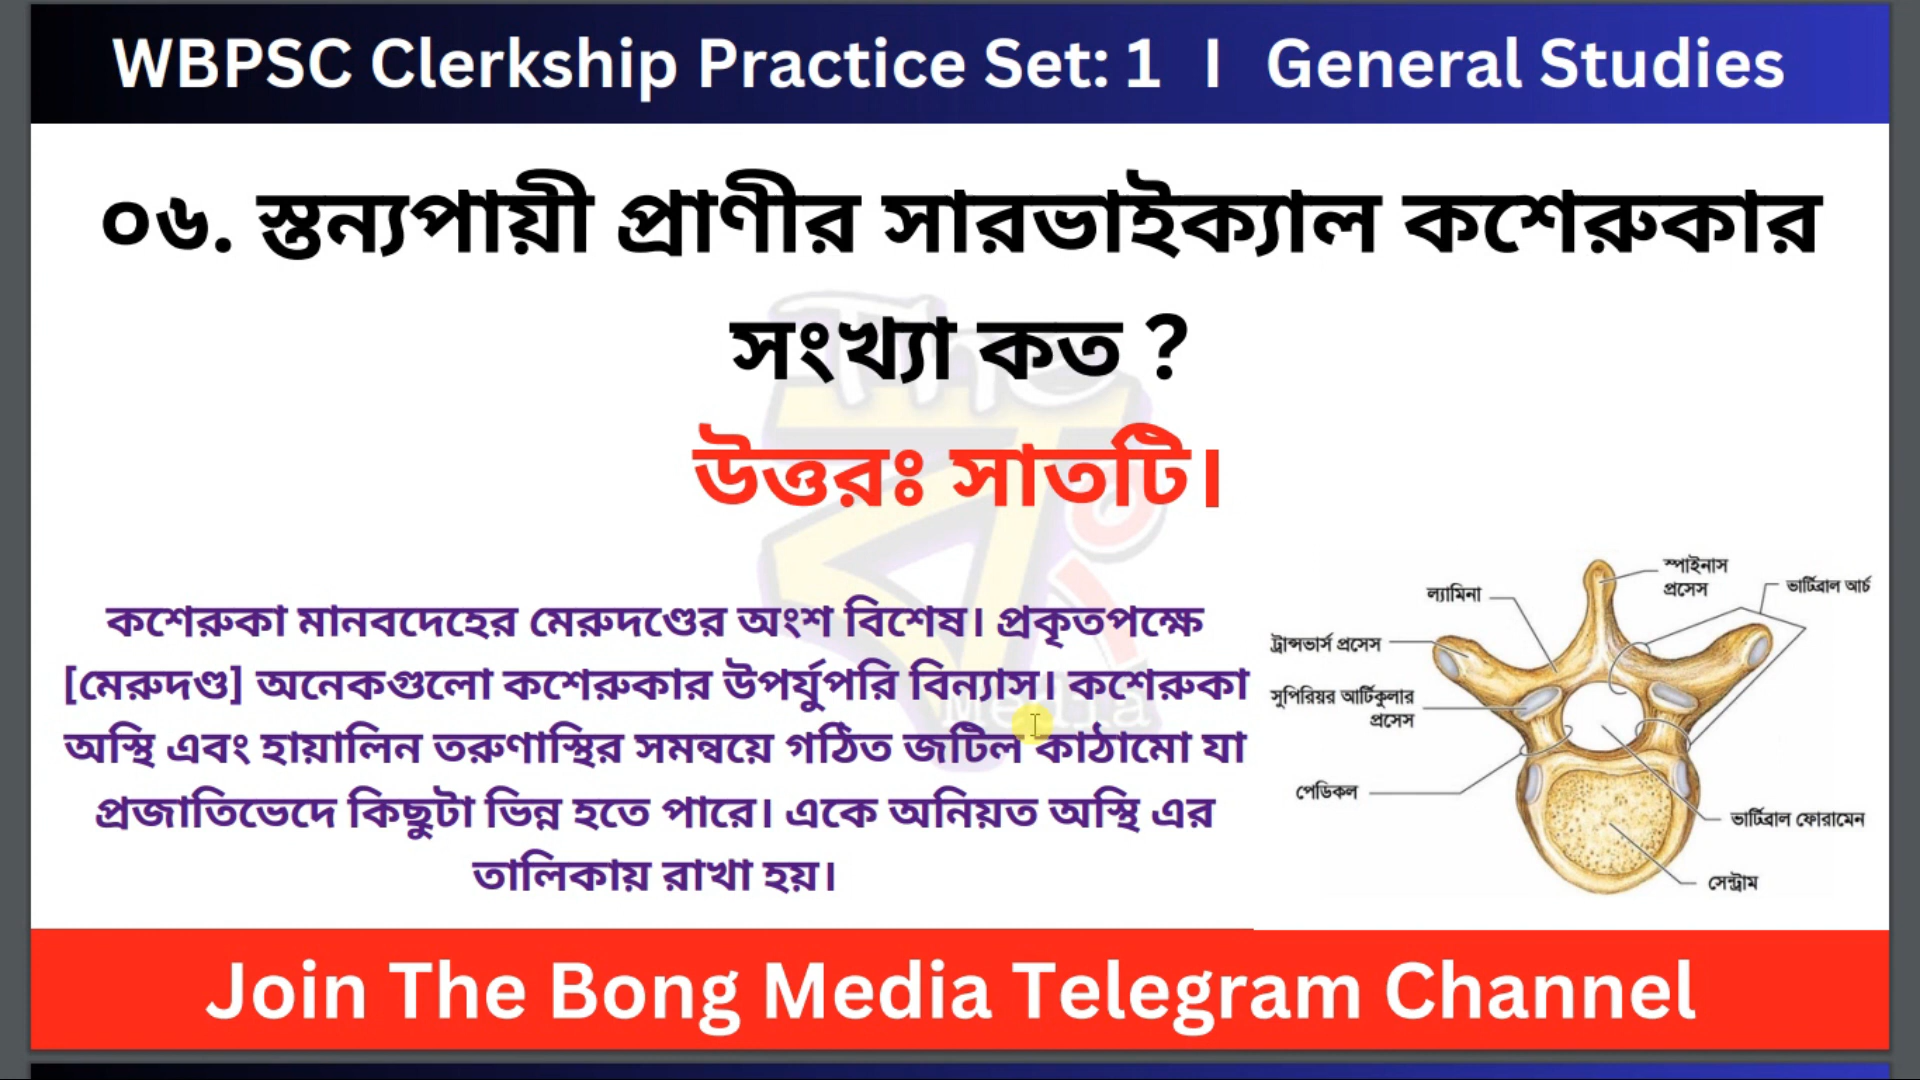 WBPSC Clerkship Practice Set: 1 I General Studies
০৬. স্তন্যপায়ী প্রাণীর সারভাইক্যাল কশেরুকার
সংখ্যা কত ?
উত্তরঃ সাতটি।
কশেরুকা মানবদেহের মেরুদণ্ডের অংশ বিশেষ। প্রকৃতপক্ষে
[মেরুদণ্ড] অনেকগুলো কশেরুকার উপর্যুপরি বিন্যাস। কশেরুকা
অস্থি এবং হায়ালিন তরুণাস্থির সমন্বয়ে গঠিত জটিল কাঠামো যা
প্রজাতিভেদে কিছুটা ভিন্ন হতে পারে। একে অনিয়ত অস্থি এর
তালিকায় রাখা হয়।
স্পাইনাস
প্রসেস
ভার্টিব্রাল আর্চ
ল্যামিনা
ট্রান্সভার্স প্রসেস
সুপিরিয়র আর্টিকুলার
প্রসেস
পেডিকল
ভার্টিব্রাল ফোরামেন
সেন্ট্রাম
The
বং
Media
Join The Bong Media Telegram Channel